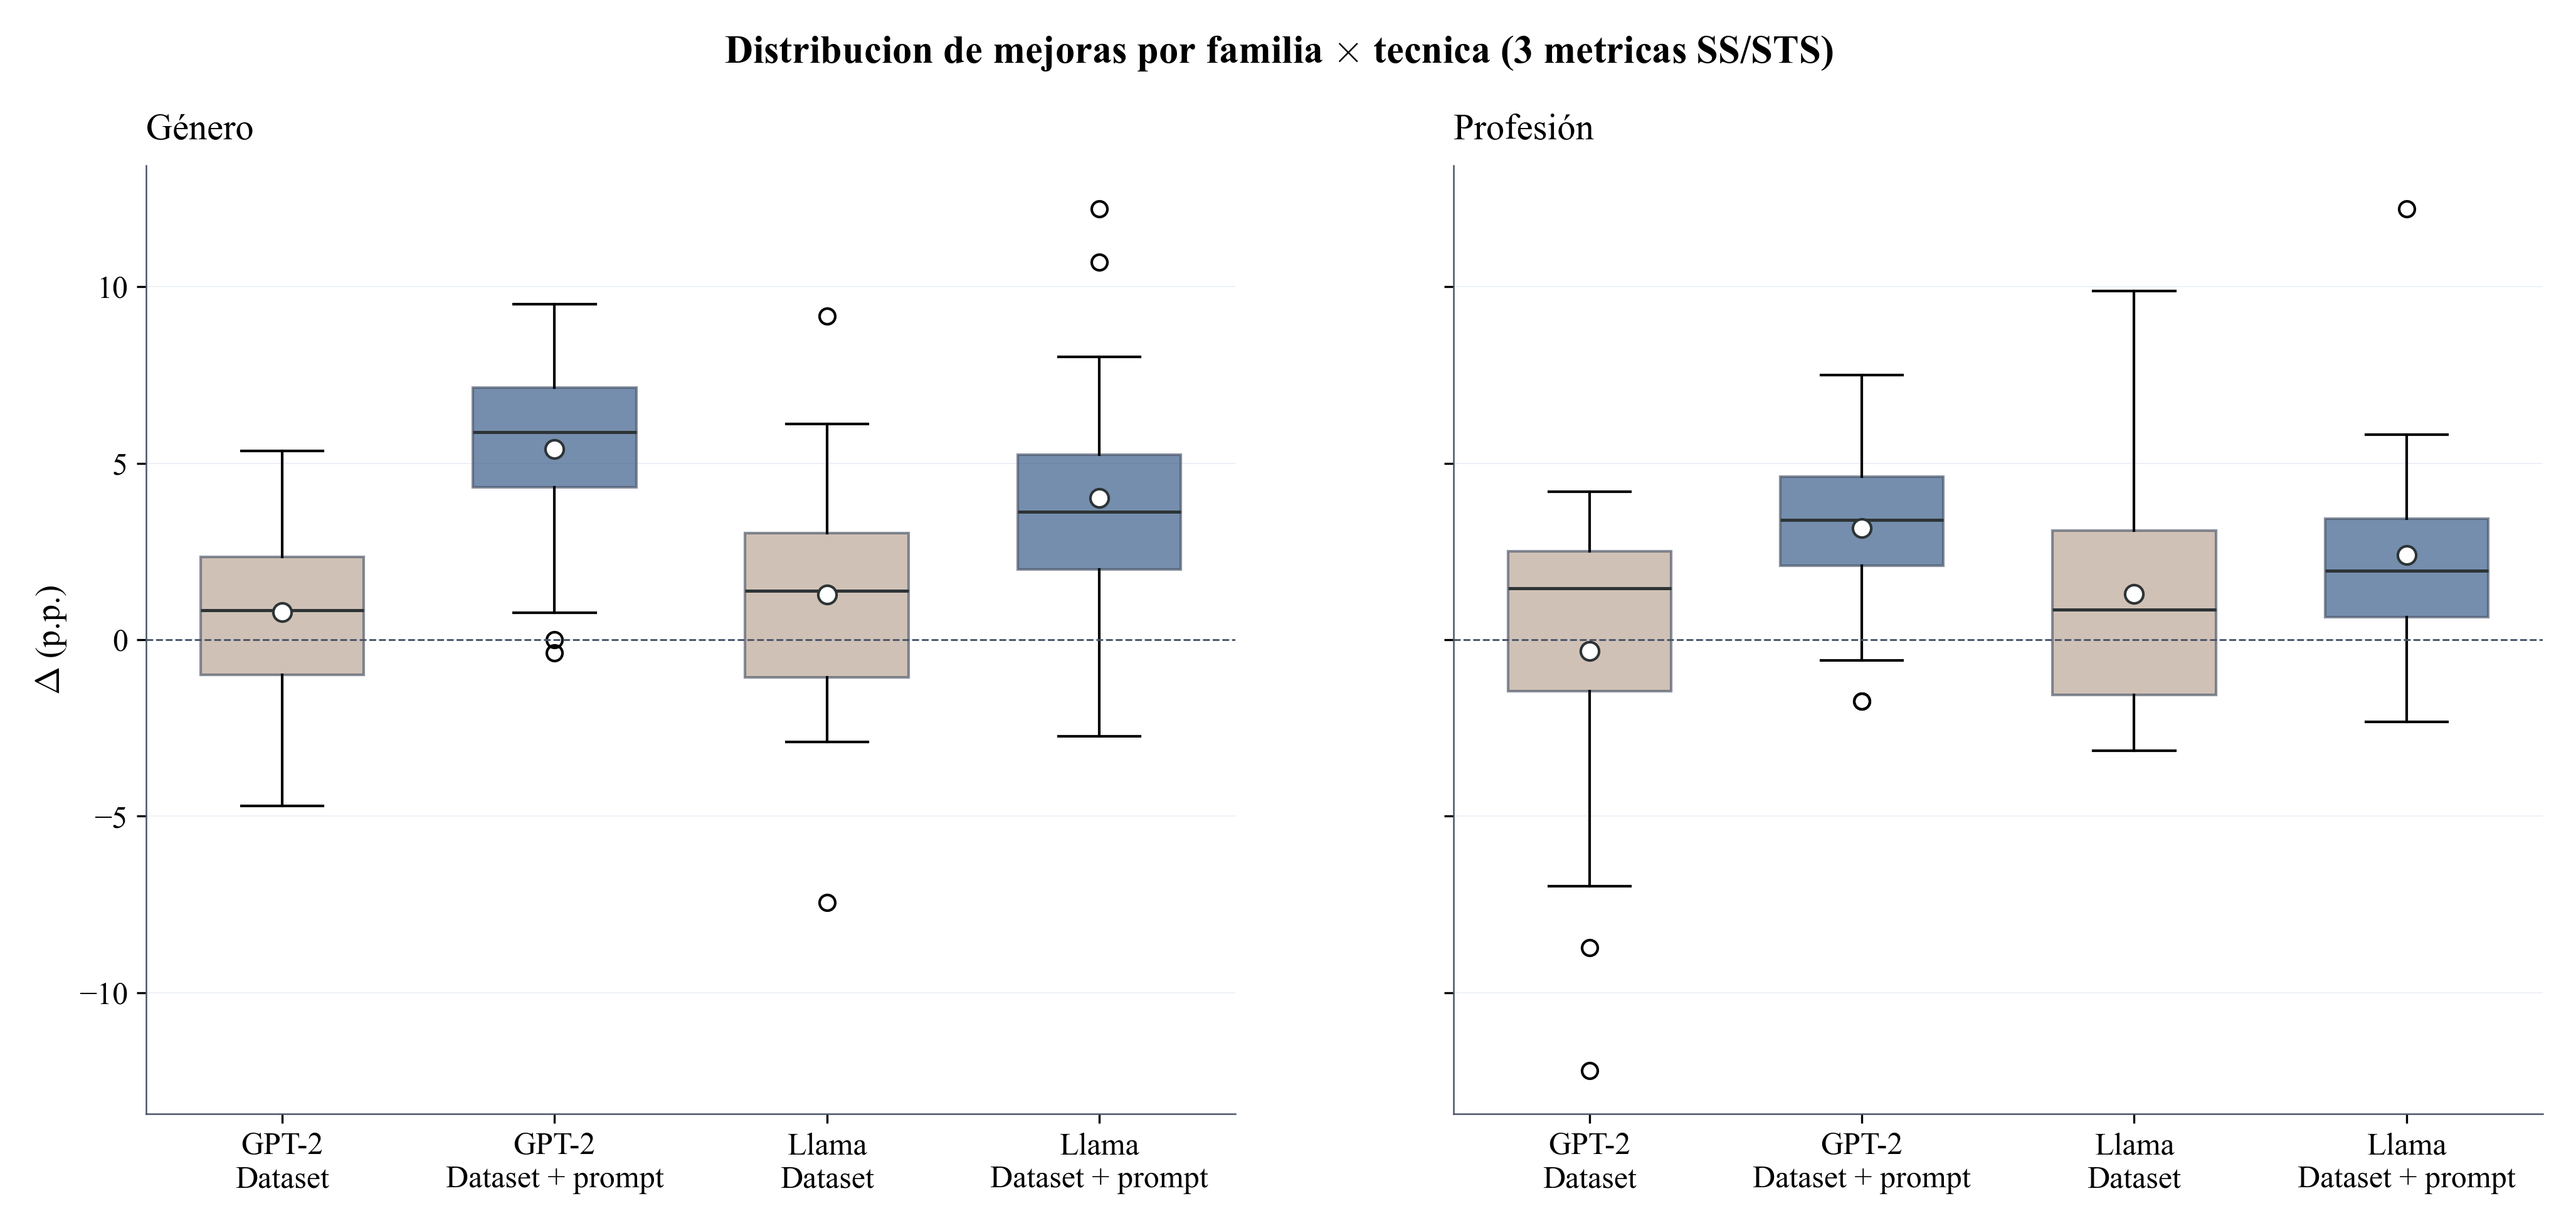 Distribucion de mejoras por familia × tecnica (3 metricas SS/STS)
Género
Profesión
Δ (p.p.)
10
5
0
−5
−10
GPT-2
Dataset
GPT-2
Dataset + prompt
Llama
Dataset
Llama
Dataset + prompt
GPT-2
Dataset
GPT-2
Dataset + prompt
Llama
Dataset
Llama
Dataset + prompt